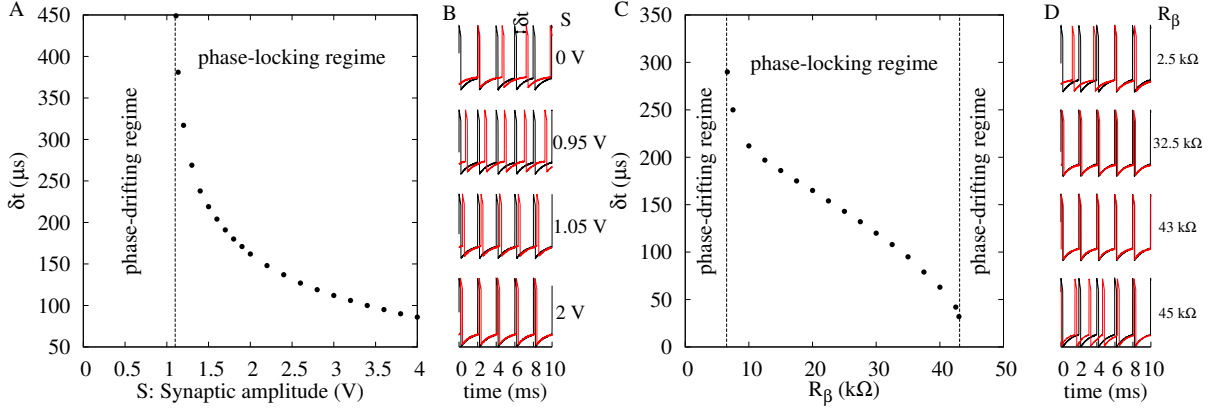 A
450
400
350
300
250
200
150
100
50
δt (μs)
phase-drifting regime
phase-locking regime
0 0.5 1 1.5 2 2.5 3 3.5 4
S: Synaptic amplitude (V)
B
δt
S
0 V
0.95 V
1.05 V
2 V
0 2 4 6 8 10
time (ms)
C
350
300
250
200
150
100
50
0
δt (μs)
phase-drifting regime
phase-locking regime
phase-drifting regime
0 10 20 30 40 50
Rβ (kΩ)
D
Rβ
2.5 kΩ
32.5 kΩ
43 kΩ
45 kΩ
0 2 4 6 8 10
time (ms)